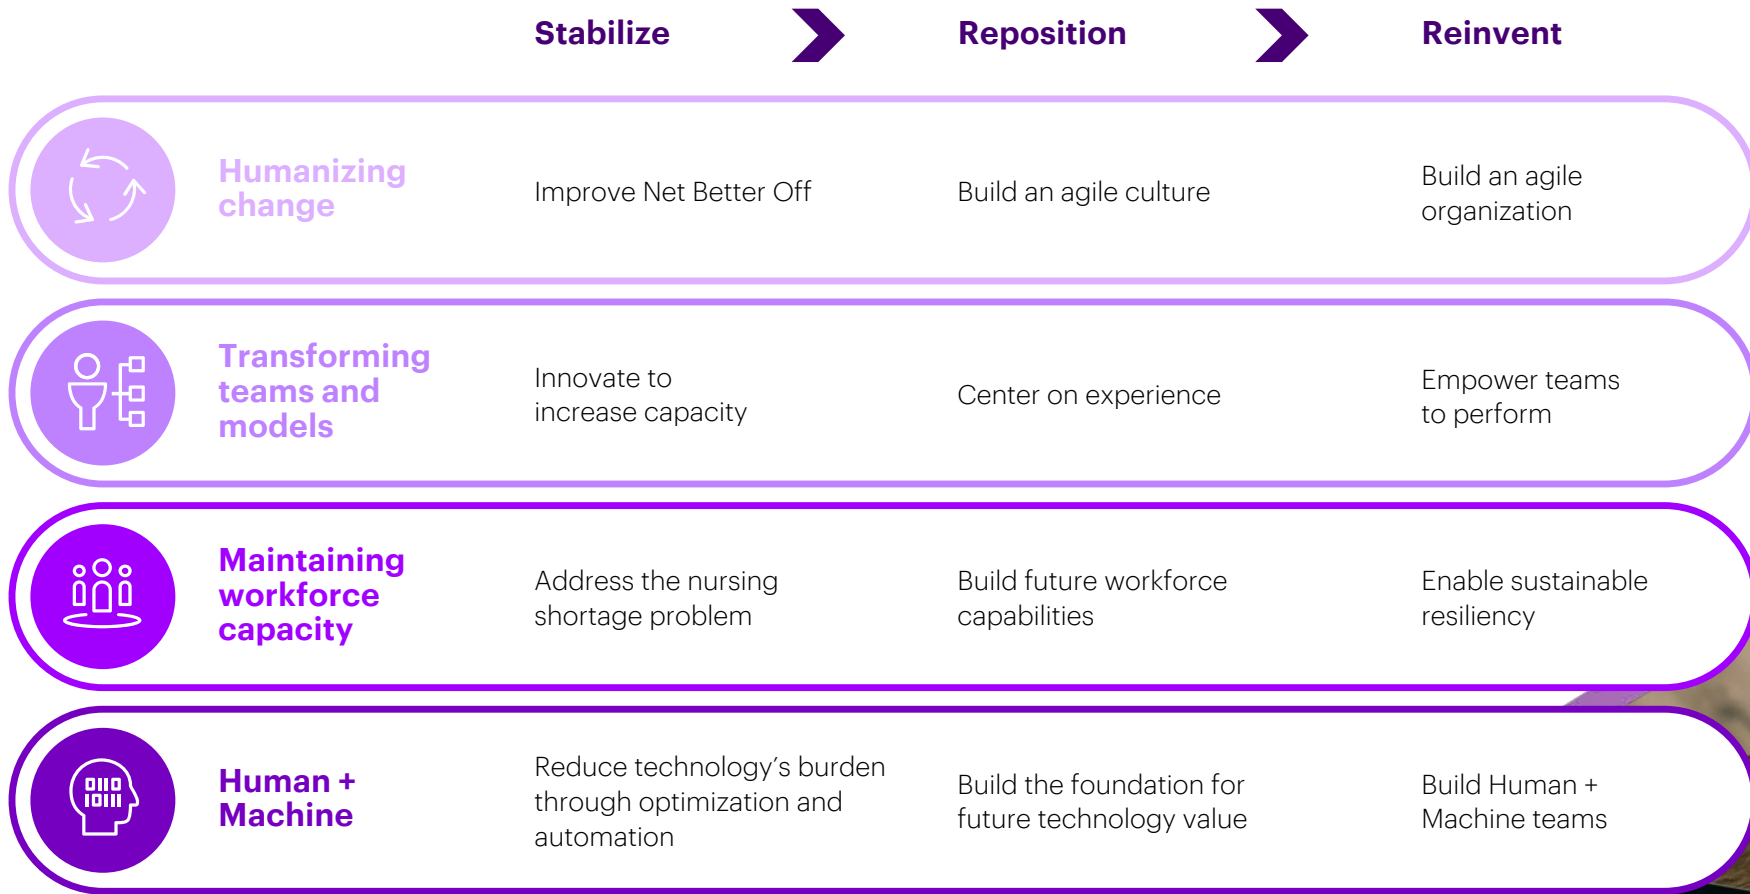 Stabilize
Reposition
Reinvent
Humanizing
change
Improve Net Better Off
Build an agile culture
Build an agile
organization
Transforming
teams and
models
Innovate to
increase capacity
Center on experience
Empower teams
to perform
Maintaining
workforce
capacity
Address the nursing
shortage problem
Build future workforce
capabilities
Enable sustainable
resiliency
Human +
Machine
Reduce technology’s burden
through optimization and
automation
Build the foundation for
future technology value
Build Human +
Machine teams
0110
10111